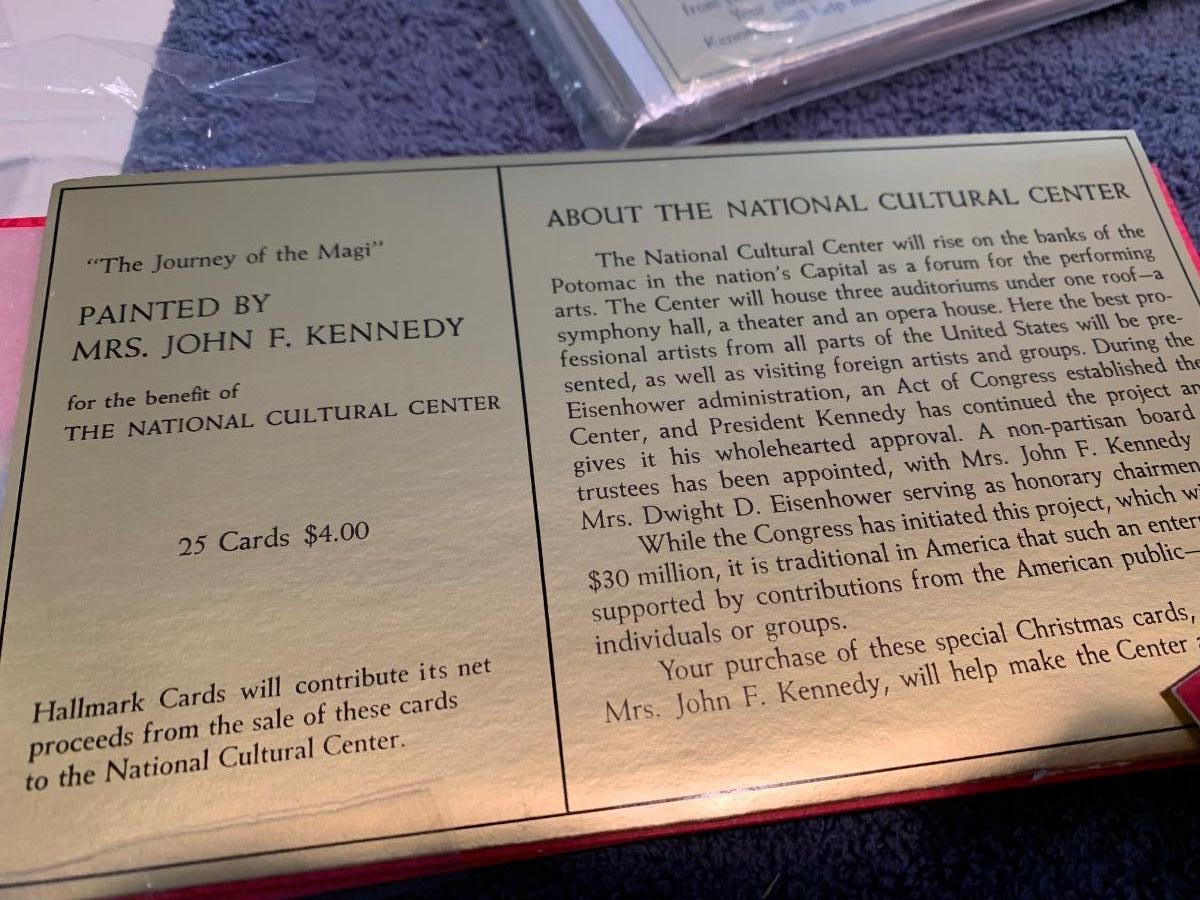 from
Your pur
Kenne will help
"The Journey of the Magi"
PAINTED BY
MRS. JOHN F. KENNEDY
for the benefit of
THE NATIONAL CULTURAL CENTER
25 Cards $4.00
Hallmark Cards will contribute its net
proceeds from the sale of these cards
to the National Cultural Center.
ABOUT THE NATIONAL CULTURAL CENTER
The National Cultural Center will rise on the banks of the
Potomac in the nation's Capital as a forum for the performing
arts. The Center will house three auditoriums under one roof—a
symphony hall, a theater and an opera house. Here the best pro-
fessional artists from all parts of the United States will be pre-
sented, as well as visiting foreign artists and groups. During the
Eisenhower administration, an Act of Congress established the
Center, and President Kennedy has continued the project an
gives it his wholehearted approval. A non-partisan board
trustees has been appointed, with Mrs. John F. Kennedy
Mrs. Dwight D. Eisenhower serving as honorary chairmen
While the Congress has initiated this project, which wi
$30 million, it is traditional in America that such an enter
supported by contributions from the American public—
individuals or groups.
Your purchase of these special Christmas cards,
Mrs. John F. Kennedy, will help make the Center a